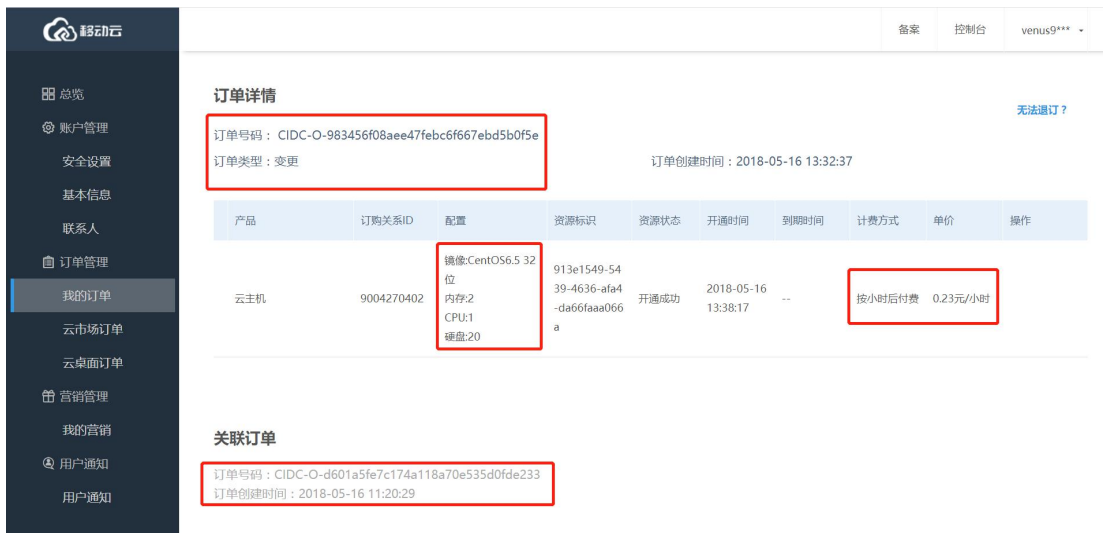 移动云
备案
控制台
venus9***
总览
账户管理
安全设置
基本信息
联系人
订单管理
我的订单
云市场订单
云桌面订单
营销管理
我的营销
用户通知
用户通知
订单详情
无法退订？
订单号码： CIDC-O-983456f08aee47febc6f667ebd5b0f5e
订单类型：变更
订单创建时间：2018-05-16 13:32:37
产品 订购关系ID 配置 资源标识 资源状态 开通时间 到期时间 计费方式 单价 操作
云主机
9004270402
镜像:CentOS6.5 32
位
内存:2
CPU:1
硬盘:20
913e1549-54
39-4636-afa4
-da66faaa066
a
开通成功
2018-05-16
13:38:17
--
按小时后付费
0.23元/小时
关联订单
订单号码：CIDC-O-d601a5fe7c174a118a70e535d0fde233
订单创建时间：2018-05-16 11:20:29